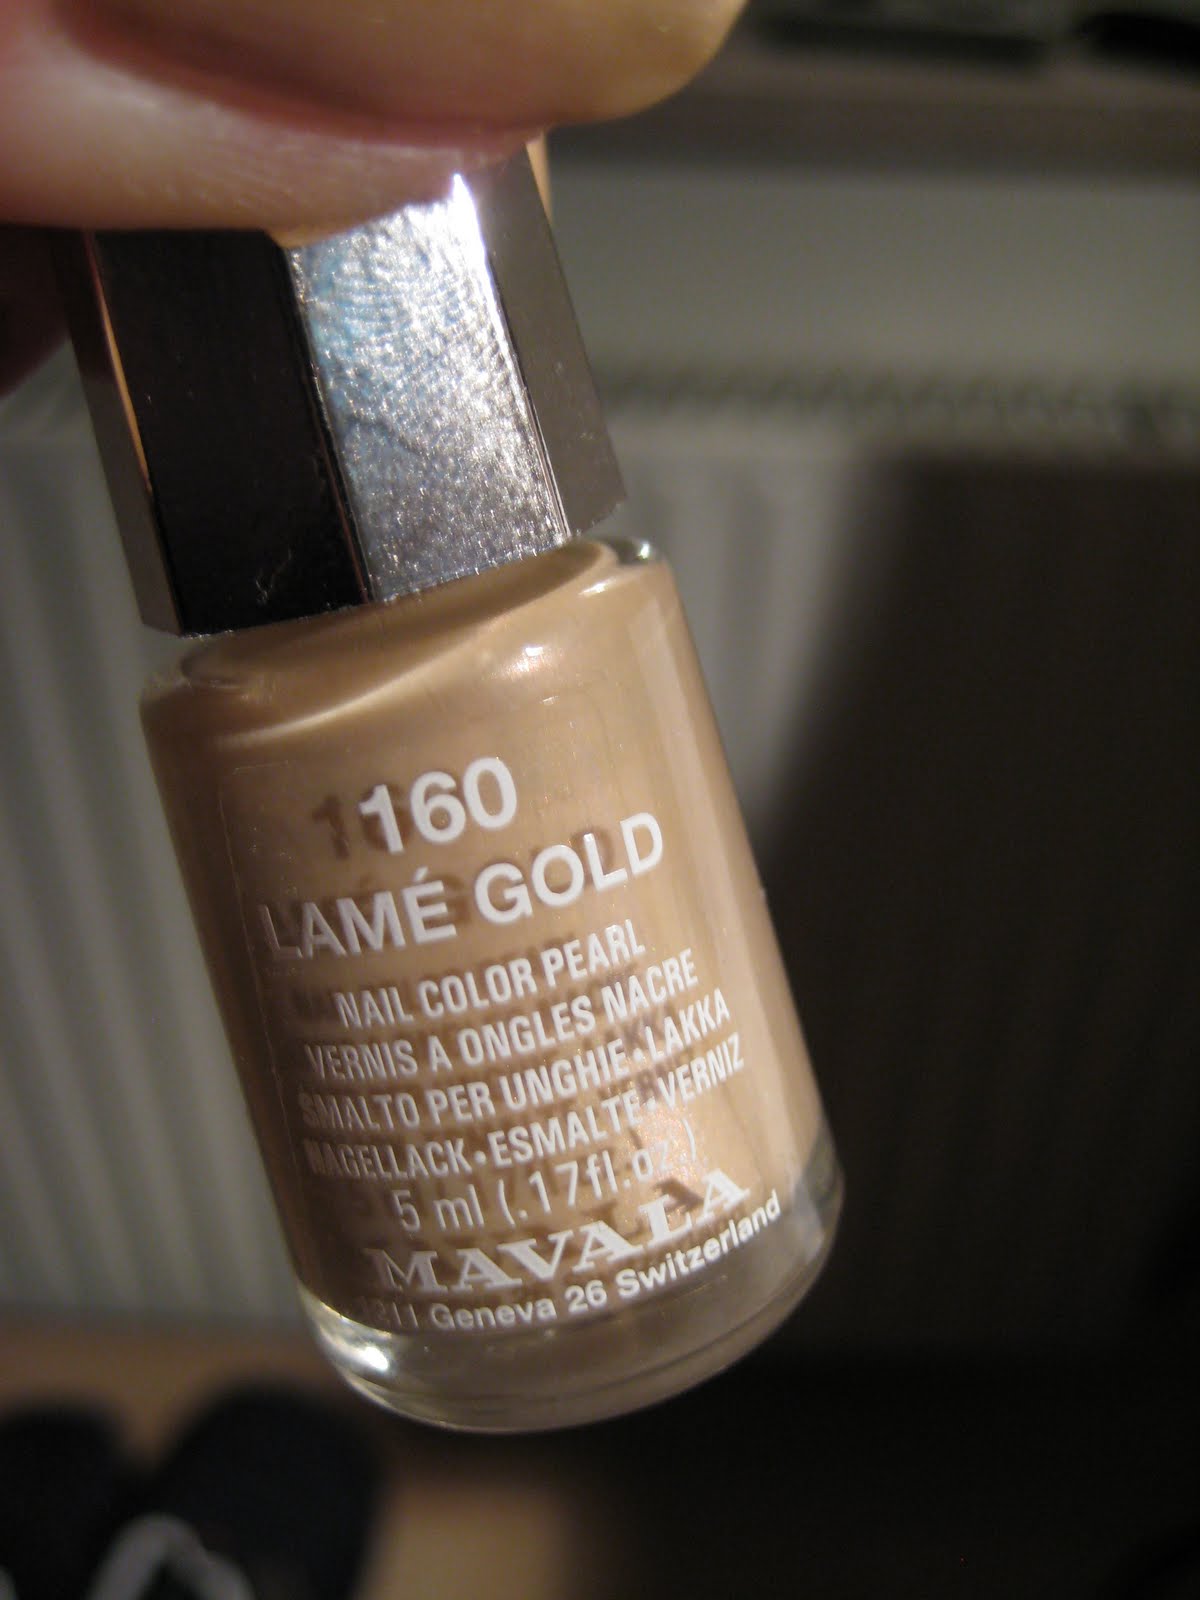 160
LAMÉ GOLD
NAIL COLOR PEARL
VERNIS A ONGLES NACRE
SMALTO PER UNGHIE•LAKKA
NAGELLACK•ESMALTE•VERNIZ
5 ml (.17fl.oz)
MAVALA
1211 Geneva 26 Switzerland